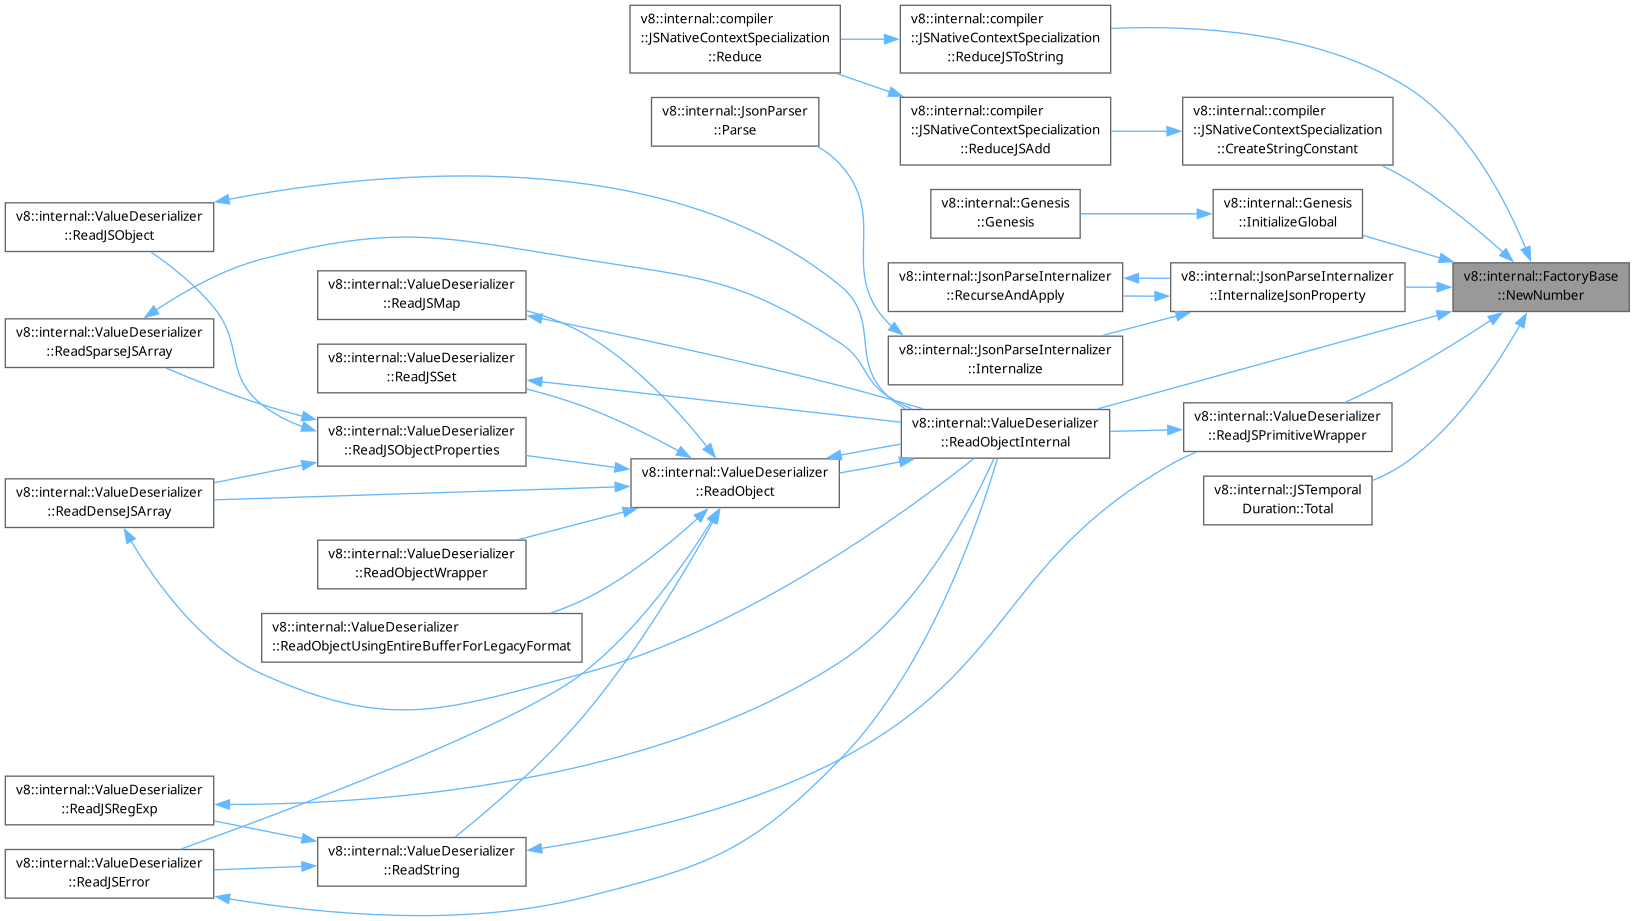 v8::internal::compiler
::JSNativeContextSpecialization
::Reduce
v8::internal::compiler
::JSNativeContextSpecialization
::ReduceJSToString
v8::internal::JsonParser
::Parse
v8::internal::compiler
::JSNativeContextSpecialization
::ReduceJSAdd
v8::internal::compiler
::JSNativeContextSpecialization
::CreateStringConstant
v8::internal::ValueDeserializer
::ReadJSObject
v8::internal::Genesis
::Genesis
v8::internal::Genesis
::InitializeGlobal
v8::internal::ValueDeserializer
::ReadJSMap
v8::internal::JsonParseInternalizer
::RecurseAndApply
v8::internal::JsonParseInternalizer
::InternalizeJsonProperty
v8::internal::FactoryBase
::NewNumber
v8::internal::ValueDeserializer
::ReadSparseJSArray
v8::internal::ValueDeserializer
::ReadJSSet
v8::internal::JsonParseInternalizer
::Internalize
v8::internal::ValueDeserializer
::ReadJSObjectProperties
v8::internal::ValueDeserializer
::ReadObjectInternal
v8::internal::ValueDeserializer
::ReadJSPrimitiveWrapper
v8::internal::ValueDeserializer
::ReadDenseJSArray
v8::internal::ValueDeserializer
::ReadObject
v8::internal::JSTemporal
Duration::Total
v8::internal::ValueDeserializer
::ReadObjectWrapper
v8::internal::ValueDeserializer
::ReadObjectUsingEntireBufferForLegacyFormat
v8::internal::ValueDeserializer
::ReadJSRegExp
v8::internal::ValueDeserializer
::ReadString
v8::internal::ValueDeserializer
::ReadJSError